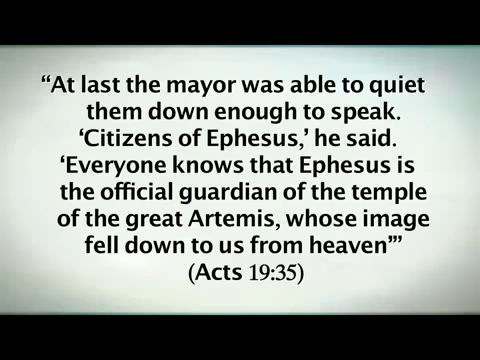 “At last the mayor was able to quiet
them down enough to speak.
‘Citizens of Ephesus,’ he said.
‘Everyone knows that Ephesus is
the official guardian of the temple
of the great Artemis, whose image
fell down to us from heaven’”
(Acts 19:35)